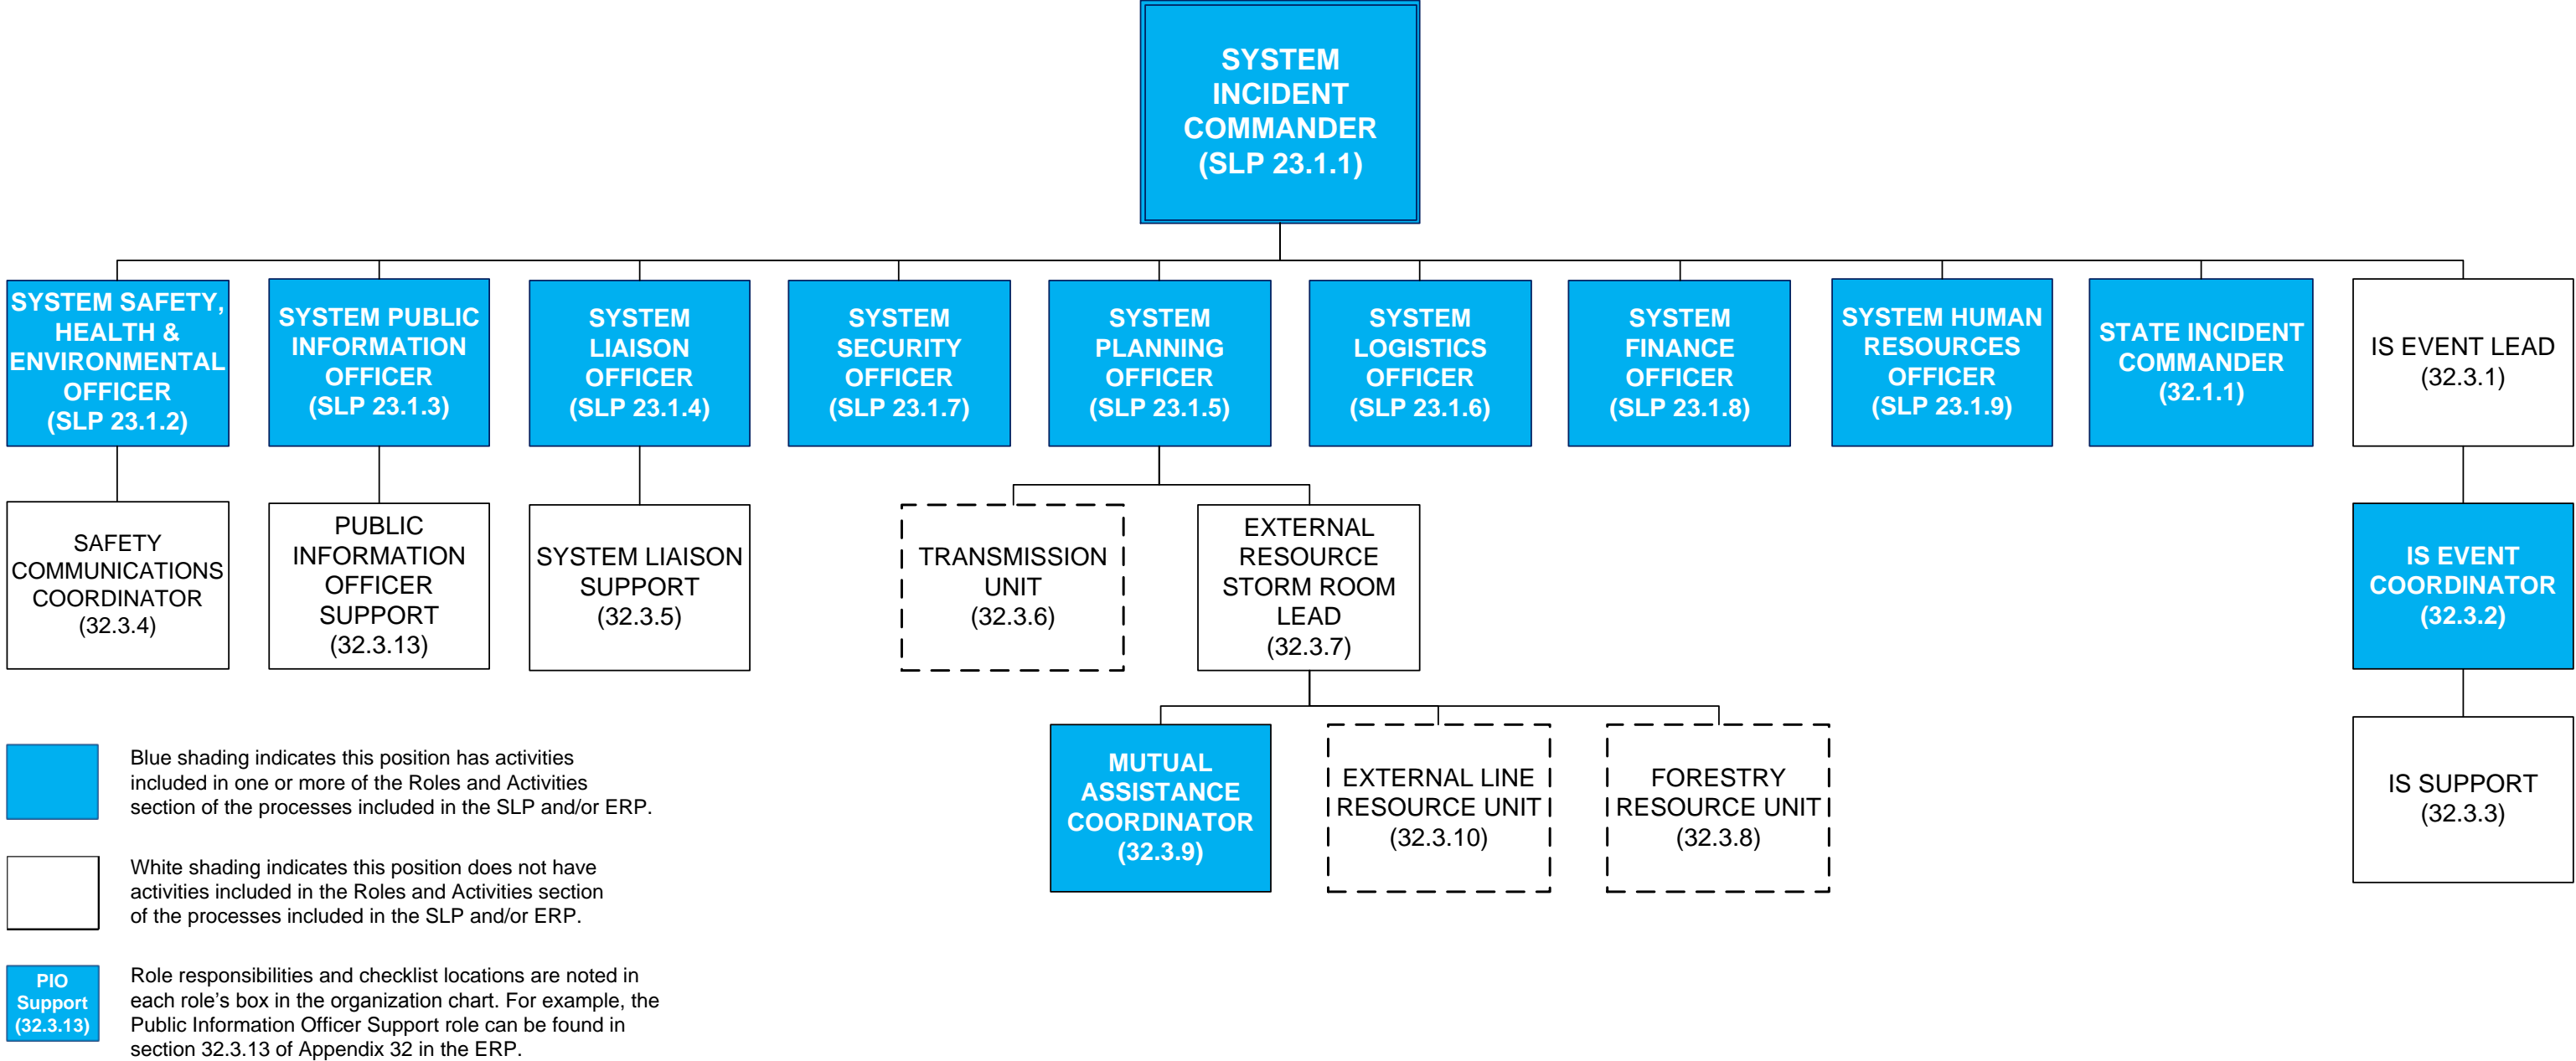 SYSTEM
INCIDENT
COMMANDER
(SLP 23.1.1)
SYSTEM SAFETY,
HEALTH &
ENVIRONMENTAL
OFFICER
(SLP 23.1.2)
SYSTEM PUBLIC
INFORMATION
OFFICER
(SLP 23.1.3)
SYSTEM
LIAISON
OFFICER
(SLP 23.1.4)
SYSTEM
SECURITY
OFFICER
(SLP 23.1.7)
SYSTEM
PLANNING
OFFICER
(SLP 23.1.5)
SYSTEM
LOGISTICS
OFFICER
(SLP 23.1.6)
SYSTEM
FINANCE
OFFICER
(SLP 23.1.8)
SYSTEM HUMAN
RESOURCES
OFFICER
(SLP 23.1.9)
STATE INCIDENT
COMMANDER
(32.1.1)
IS EVENT LEAD
(32.3.1)
SAFETY
COMMUNICATIONS
COORDINATOR
(32.3.4)
PUBLIC
INFORMATION
OFFICER
SUPPORT
(32.3.13)
SYSTEM LIAISON
SUPPORT
(32.3.5)
TRANSMISSION
UNIT
(32.3.6)
EXTERNAL
RESOURCE
STORM ROOM
LEAD
(32.3.7)
IS EVENT
COORDINATOR
(32.3.2)
MUTUAL
ASSISTANCE
COORDINATOR
(32.3.9)
EXTERNAL LINE
RESOURCE UNIT
(32.3.10)
FORESTRY
RESOURCE UNIT
(32.3.8)
IS SUPPORT
(32.3.3)
Blue shading indicates this position has activities
included in one or more of the Roles and Activities
section of the processes included in the SLP and/or ERP.
White shading indicates this position does not have
activities included in the Roles and Activities section
of the processes included in the SLP and/or ERP.
PIO
Support
(32.3.13)
Role responsibilities and checklist locations are noted in
each role's box in the organization chart. For example, the
Public Information Officer Support role can be found in
section 32.3.13 of Appendix 32 in the ERP.